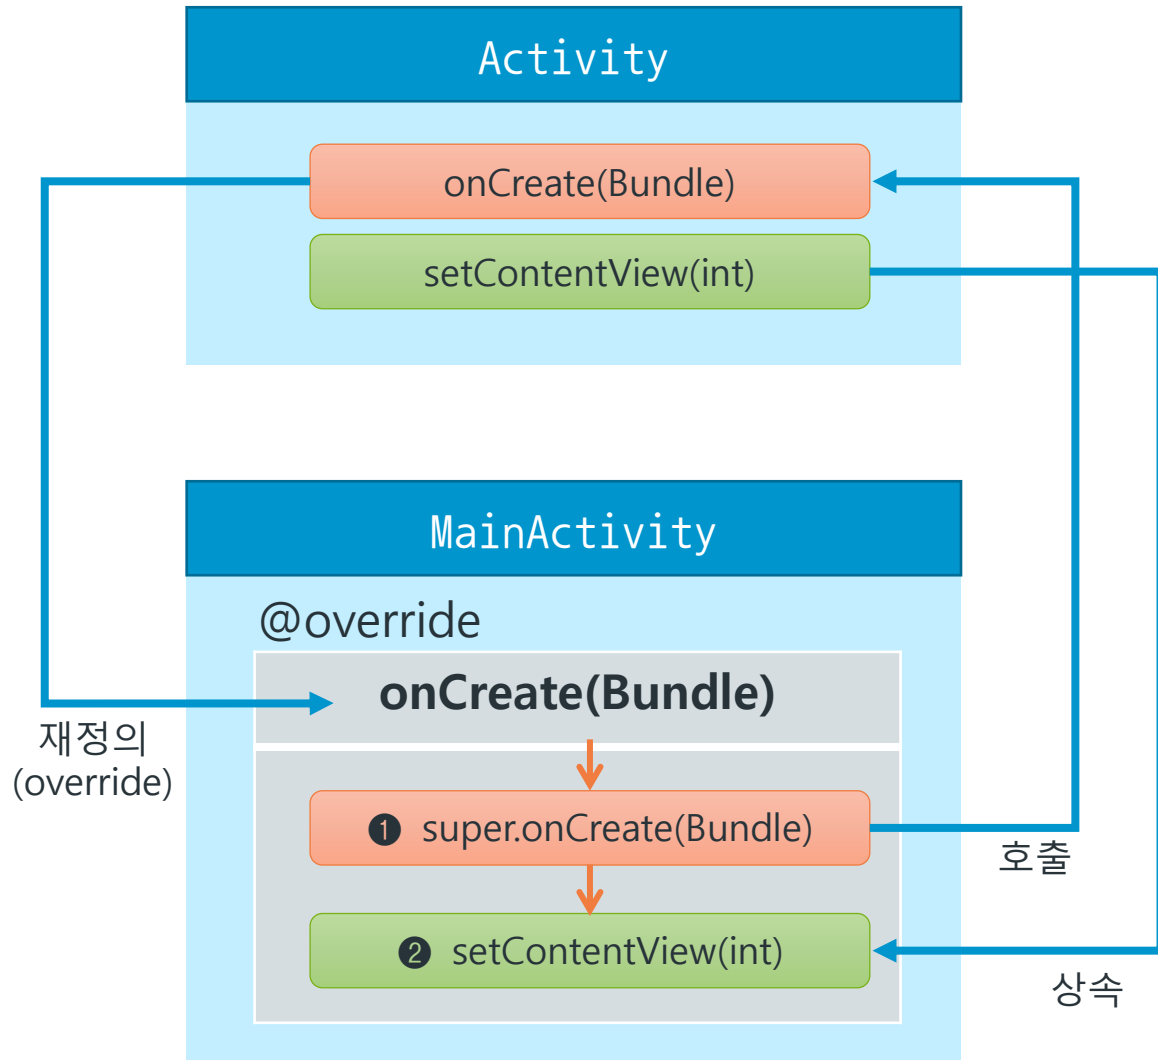 Activity
onCreate(Bundle)
setContentView(int)
MainActivity
@override
onCreate(Bundle)
재정의
(override)
❶ super.onCreate(Bundle)
호출
❷ setContentView(int)
상속